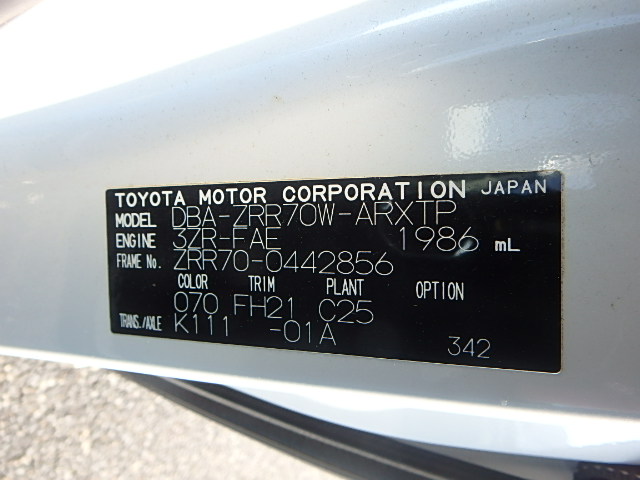 TOYOTA MOTOR CORPORATION JAPAN
MODEL DBA-ZRR70W-ARXTP
ENGINE 3ZR-FAE 1986 mL
FRAME No. ZRR70-0442856
COLOR TRIM PLANT OPTION
070 FH21 C25
TRANS./AXLE K111 -01A
342